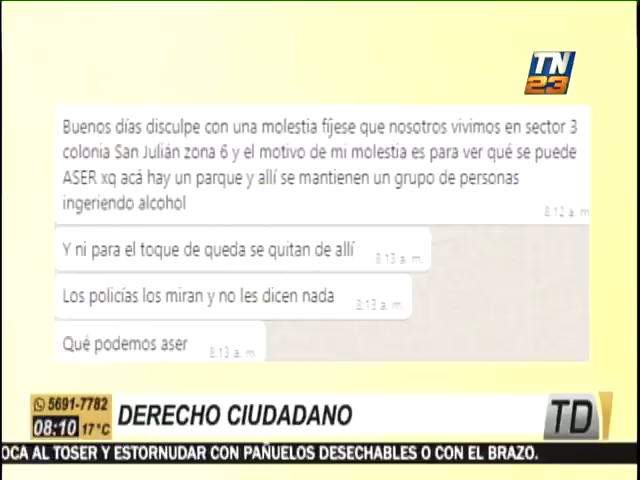 TN
23
Buenos días disculpe con una molestia fíjese que nosotros vivimos en sector 3
colonia San Julián zona 6 y el motivo de mi molestia es para ver qué se puede
ASER xq acá hay un parque y allí se mantienen un grupo de personas
ingeriendo alcohol
8:12 a. m
Y ni para el toque de queda se quitan de allí
8:13 a. m.
Los policías los miran y no les dicen nada
8:13 a. m.
Qué podemos aser
8:13 a. m.
5691-7782
DERECHO CIUDADANO
TD
08:10 17°C
OCA AL TOSER Y ESTORNUDAR CON PAÑUELOS DESECHABLES O CON EL BRAZO.